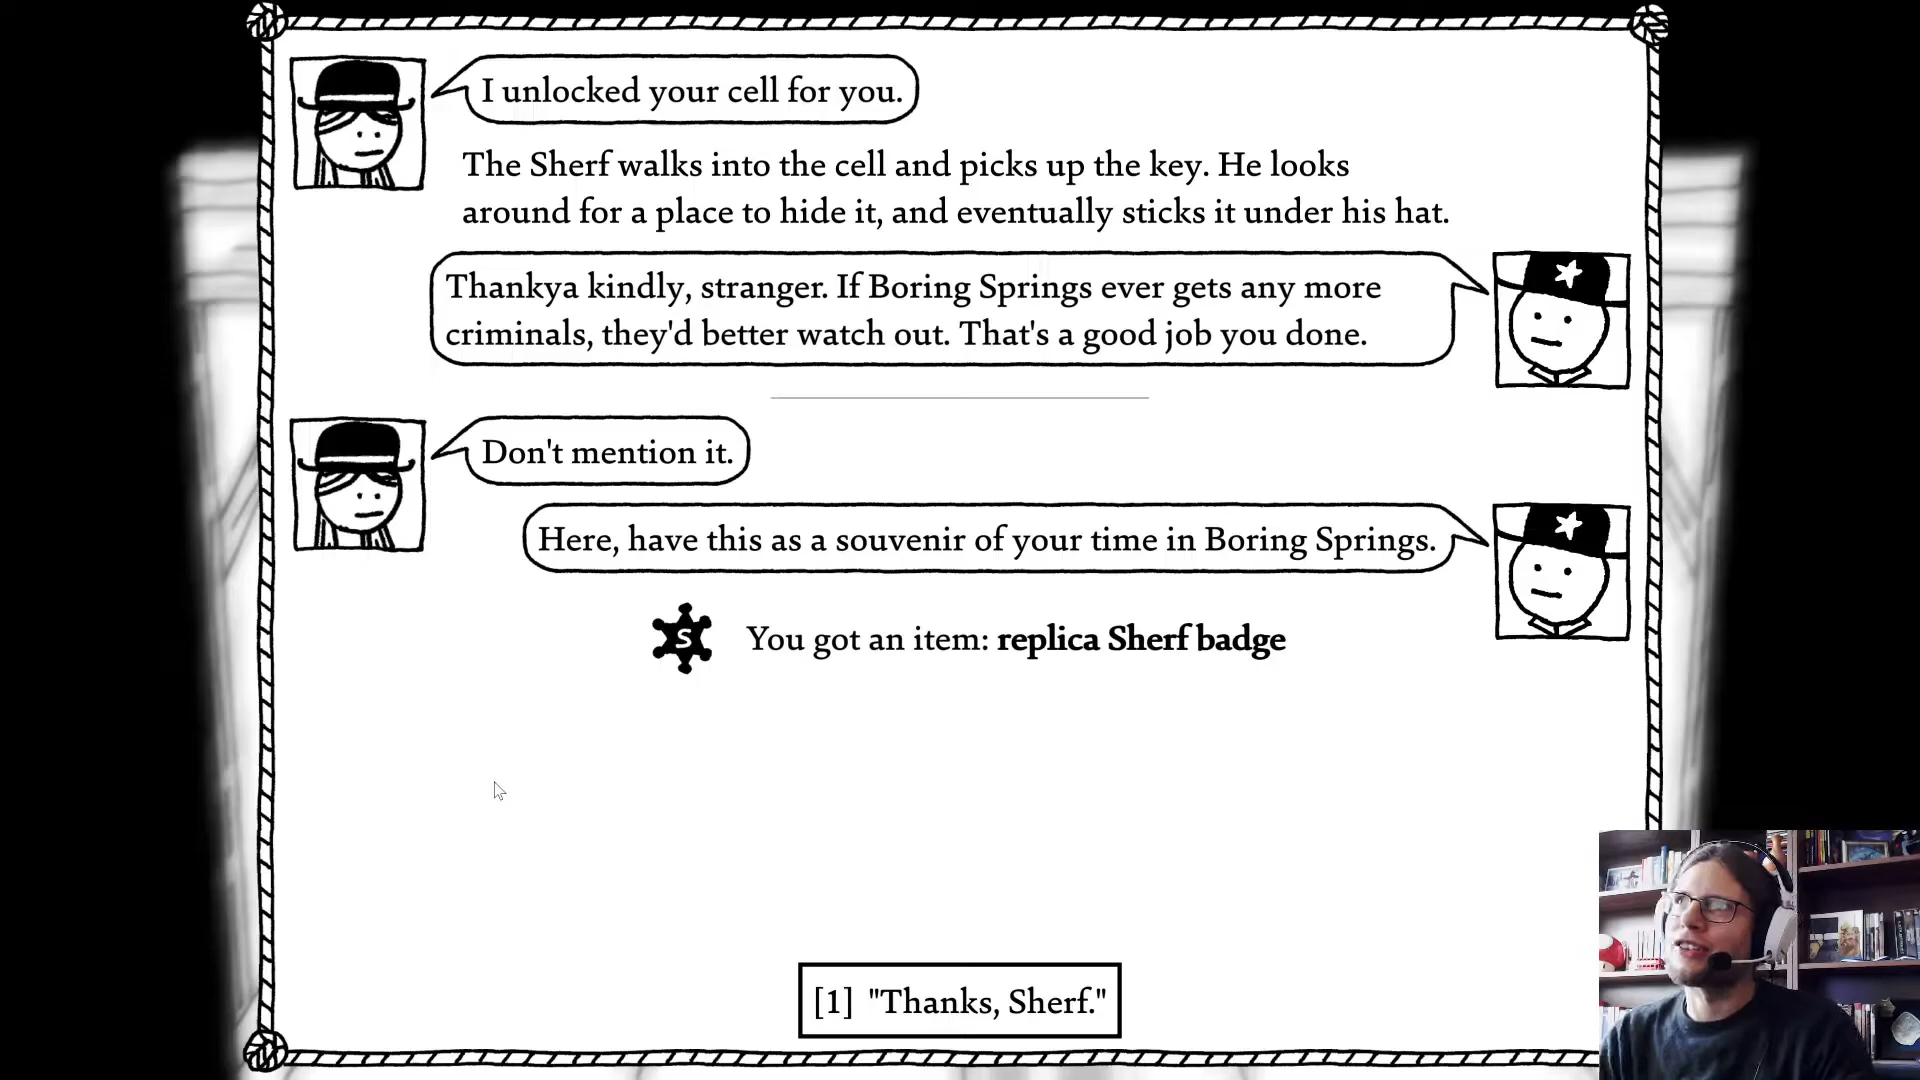 I unlocked your cell for you.
The Sherf walks into the cell and picks up the key. He looks
around for a place to hide it, and eventually sticks it under his hat.
Thankya kindly, stranger. If Boring Springs ever gets any more
criminals, they'd better watch out. That's a good job you done.
Don't mention it.
Here, have this as a souvenir of your time in Boring Springs.
S
You got an item: replica Sherf badge
[1] "Thanks, Sherf."